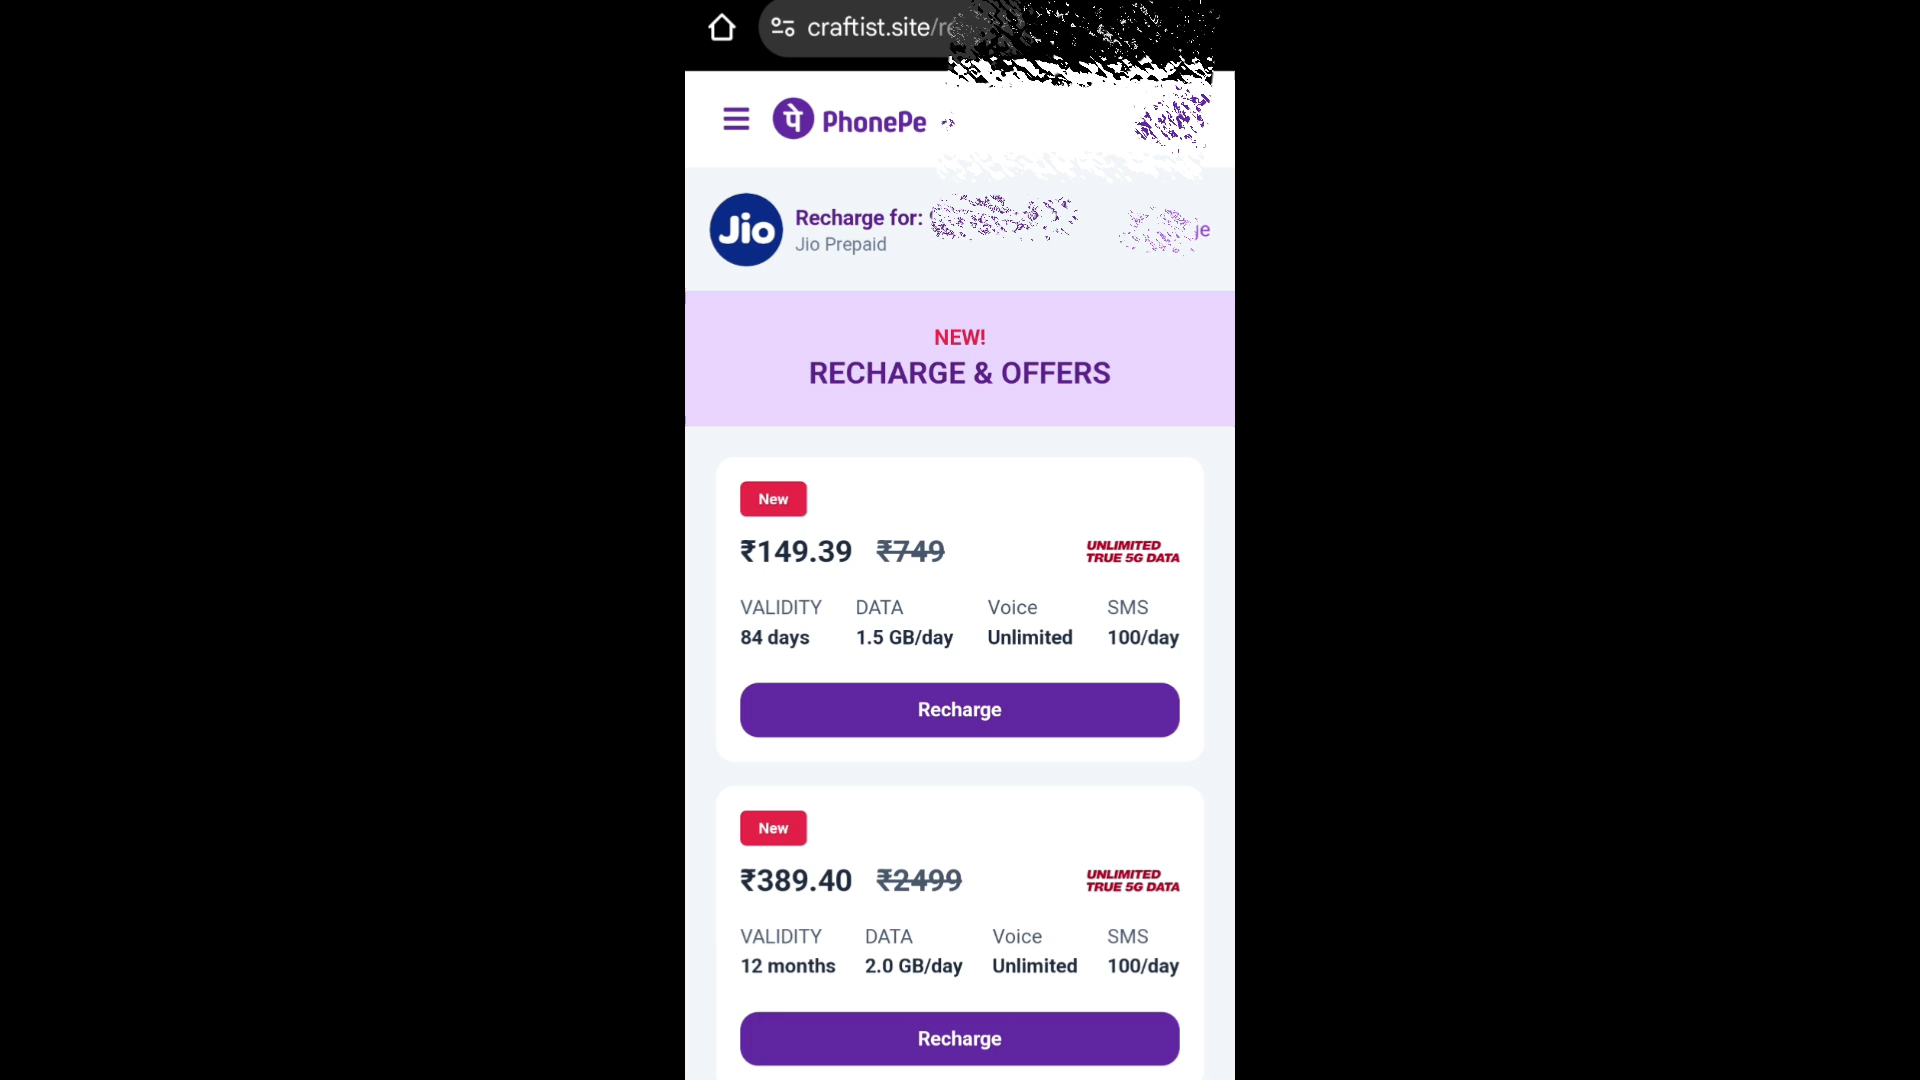 craftist.site/re
पे PhonePe
Jio
Recharge for:
Jio Prepaid
NEW!
RECHARGE & OFFERS
New
₹149.39 ₹749
UNLIMITED
TRUE 5G DATA
VALIDITY DATA Voice SMS
84 days 1.5 GB/day Unlimited 100/day
Recharge
New
₹389.40 ₹2499
UNLIMITED
TRUE 5G DATA
VALIDITY DATA Voice SMS
12 months 2.0 GB/day Unlimited 100/day
Recharge